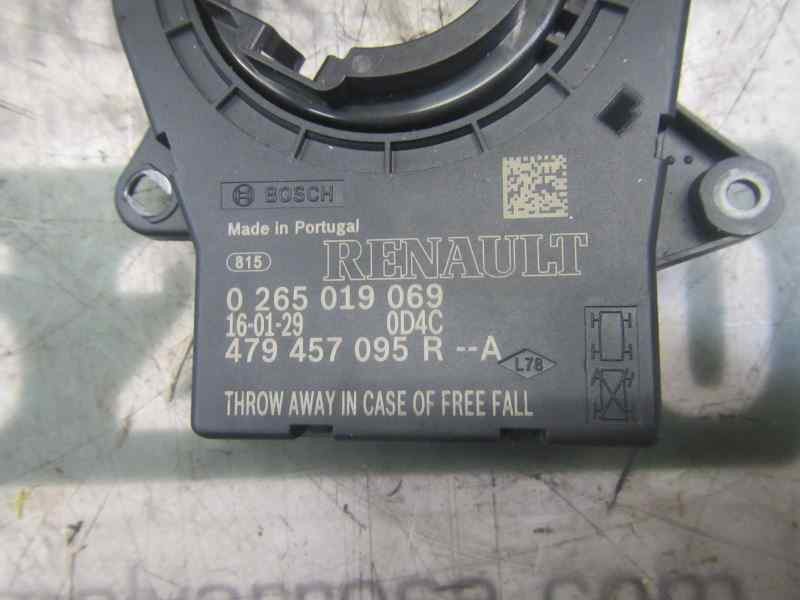 BOSCH
Made in Portugal
815
RENAULT
0 265 019 069
16-01-29 0D4C
479 457 095 R --A
L78
THROW AWAY IN CASE OF FREE FALL